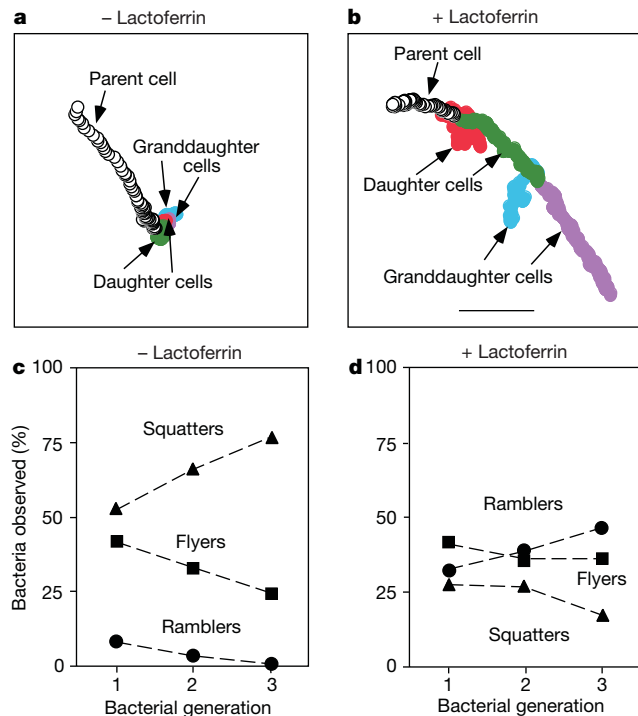 a
– Lactoferrin
Parent cell
Granddaughter
cells
Daughter cells
b
+ Lactoferrin
Parent cell
Daughter cells
Granddaughter cells
c
– Lactoferrin
Bacteria observed (%)
100
75
50
25
0
Squatters
Flyers
Ramblers
1 2 3
Bacterial generation
d
+ Lactoferrin
100
75
50
25
0
Ramblers
Flyers
Squatters
1 2 3
Bacterial generation